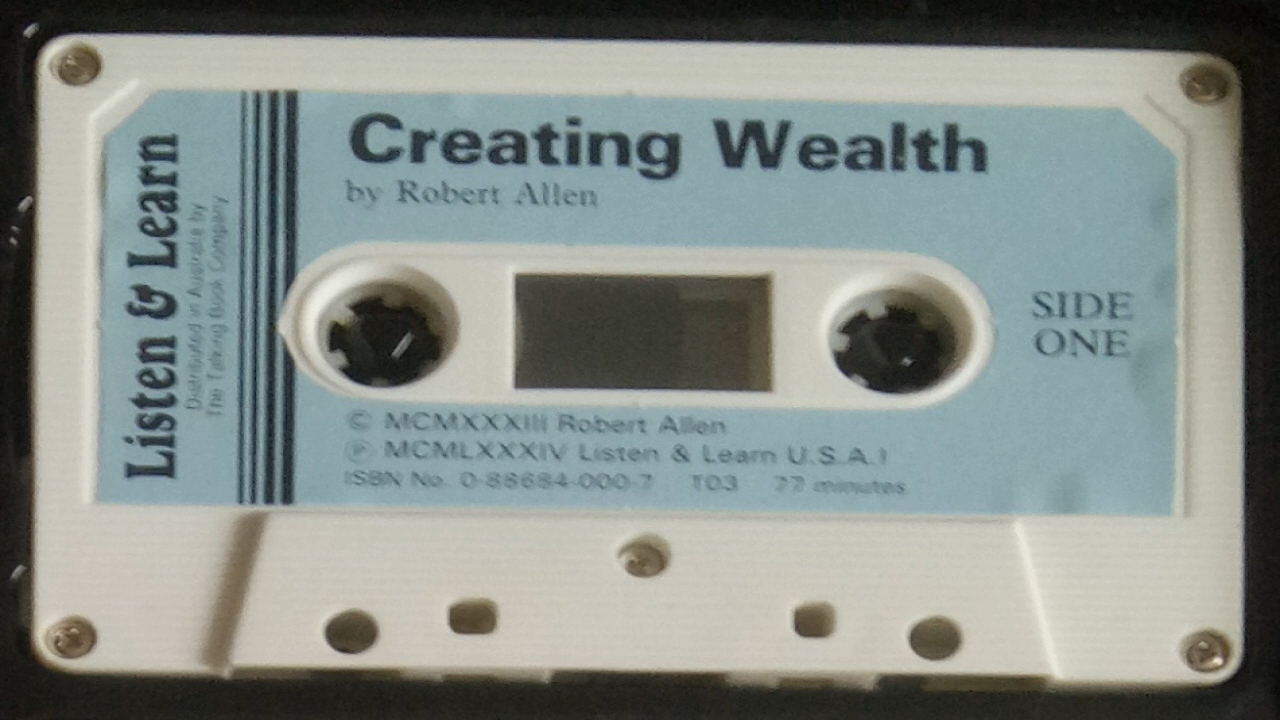 Creating Wealth
by Robert Allen
SIDE
ONE
© MCMXXXIII Robert Allen
℗ MCMLXXXIV Listen & Learn U.S.A.!
ISBN No. 0-88684-000-7 T03 77 minutes
Listen & Learn
Distributed in Australia by
The Talking Book Company